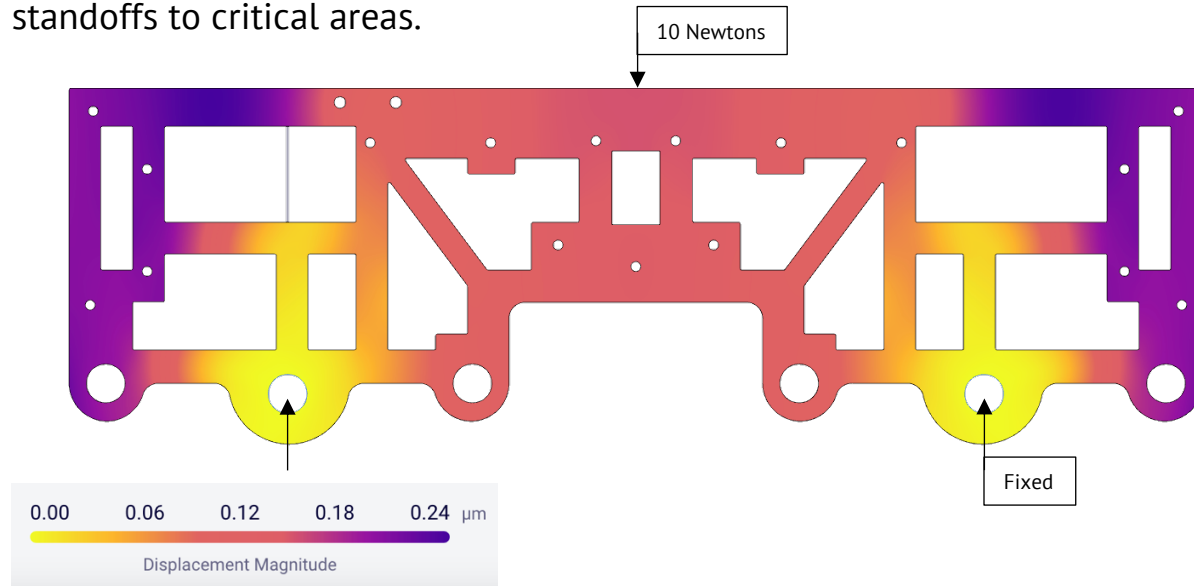 standoffs to critical areas.
10 Newtons
Fixed
0.00 0.06 0.12 0.18 0.24 μm
Displacement Magnitude